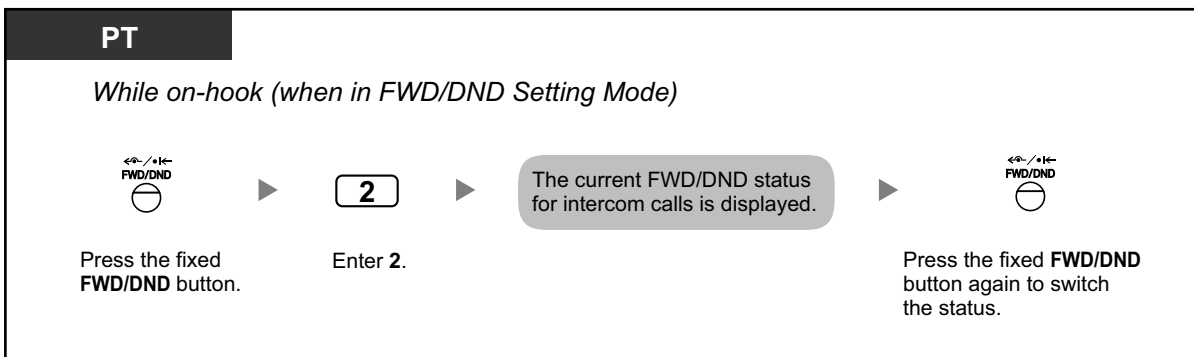 PT
While on-hook (when in FWD/DND Setting Mode)
FWD/DND
2
The current FWD/DND status
for intercom calls is displayed.
FWD/DND
Press the fixed
FWD/DND button.
Enter 2.
Press the fixed FWD/DND
button again to switch
the status.